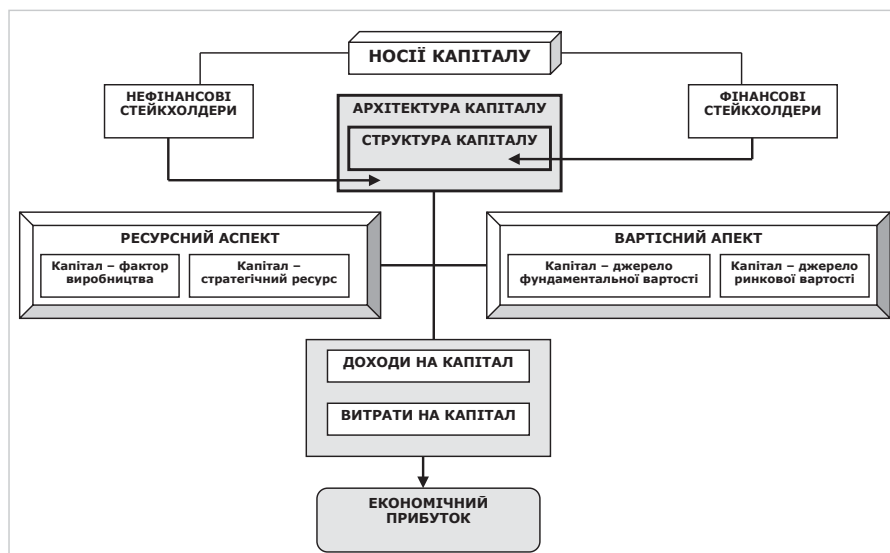 НОСІЇ КАПІТАЛУ
НЕФІНАНСОВІ
СТЕЙКХОЛДЕРИ
ФІНАНСОВІ
СТЕЙКХОЛДЕРИ
АРХІТЕКТУРА КАПІТАЛУ
СТРУКТУРА КАПІТАЛУ
РЕСУРСНИЙ АСПЕКТ
Капітал – фактор
виробництва
Капітал –
стратегічний ресурс
ВАРТІСНИЙ АПЕКТ
Капітал – джерело
фундаментальної вартості
Капітал – джерело
ринкової вартості
ДОХОДИ НА КАПІТАЛ
ВИТРАТИ НА КАПІТАЛ
ЕКОНОМІЧНИЙ
ПРИБУТОК